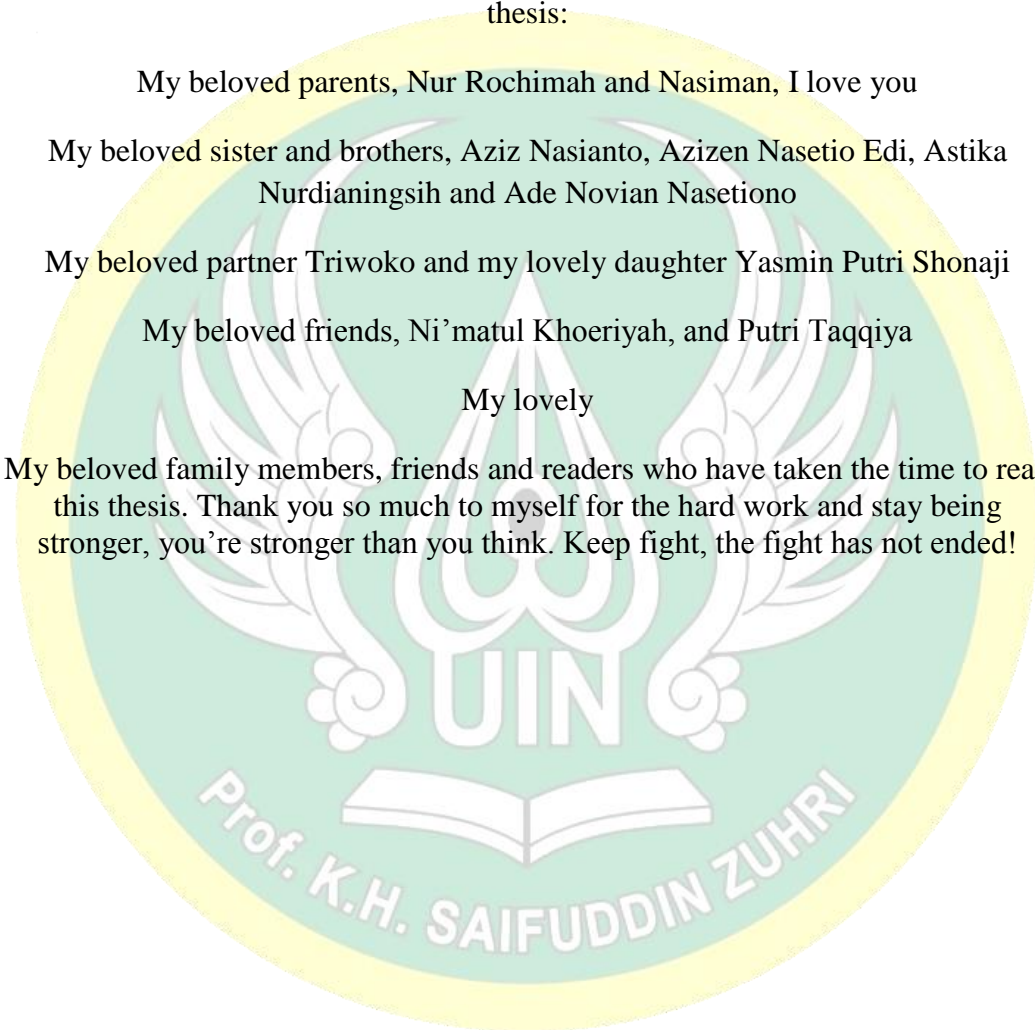 thesis:
My beloved parents, Nur Rochimah and Nasiman, I love you
My beloved sister and brothers, Aziz Nasianto, Azizen Nasetio Edi, Astika
Nurdianingsih and Ade Novian Nasetiono
My beloved partner Triwoko and my lovely daughter Yasmin Putri Shonaji
My beloved friends, Ni’matul Khoeriyah, and Putri Taqqiya
My lovely
My beloved family members, friends and readers who have taken the time to rea
this thesis. Thank you so much to myself for the hard work and stay being
stronger, you’re stronger than you think. Keep fight, the fight has not ended!
UIN
Prof. K.H. SAIFUDDIN ZUHRI